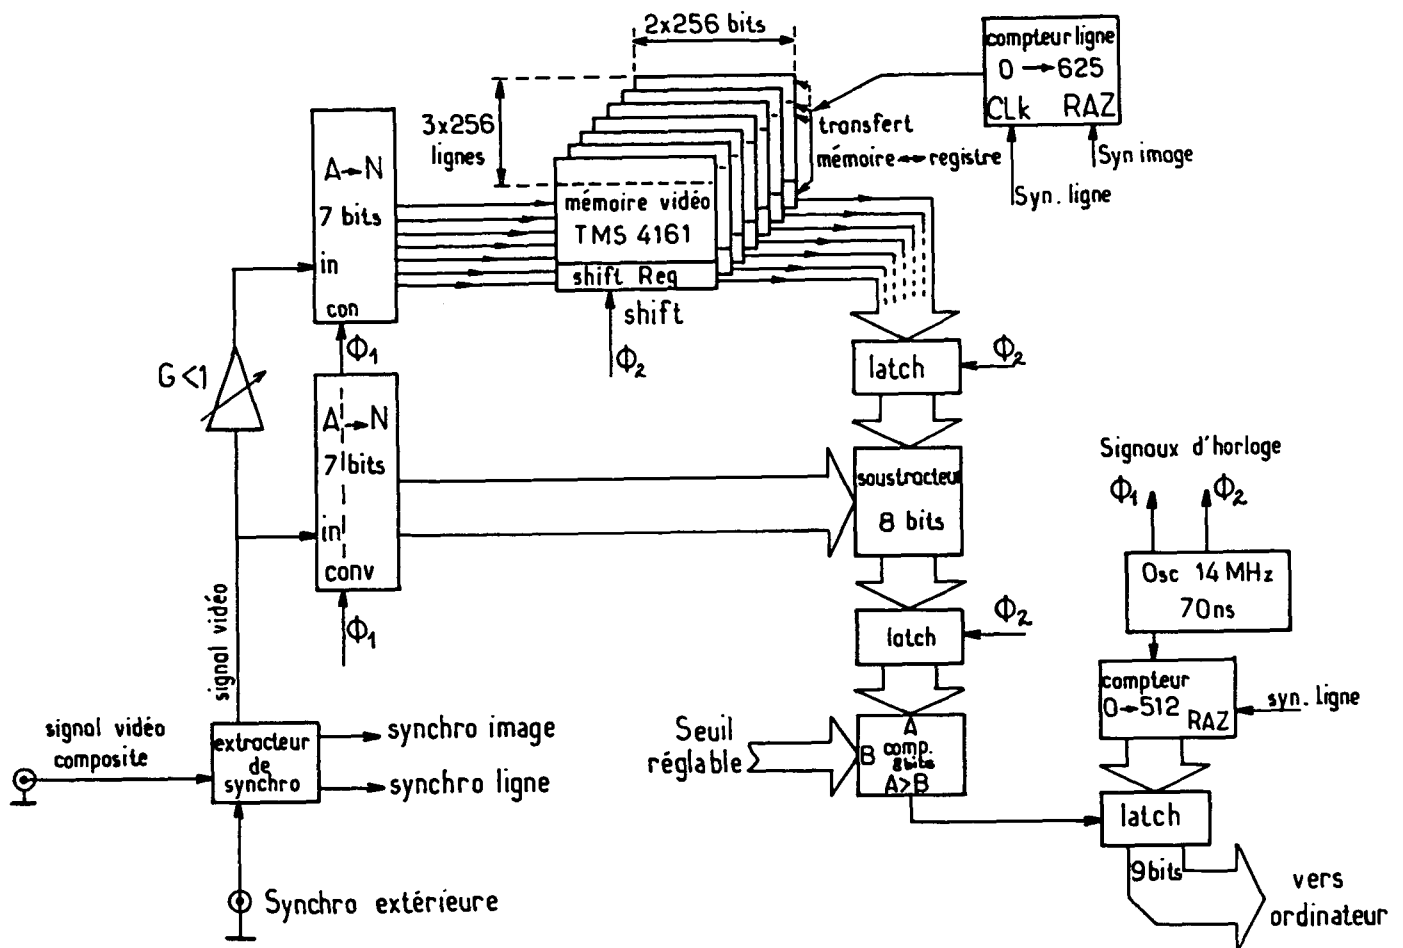 2x256 bits
compteur ligne
0 → 625
CLk RAZ
Syn image
Syn. ligne
3x256
lignes
transfert
mémoire ↔ registre
A→N
7 bits
in
con
Φ1
mémoire vidéo
TMS 4161
shift Reg
shift
Φ2
latch
Φ2
G<1
A→N
7 bits
in
conv
Φ1
soustracteur
8 bits
Signaux d'horloge
Φ1 Φ2
Osc 14 MHz
70ns
latch
Φ2
signal vidéo
compteur
0→512
RAZ
syn. ligne
signal vidéo
composite
extracteur
de
synchro
synchro image
synchro ligne
Seuil
réglable
A
B comp.
8bits
A>B
latch
9bits
vers
ordinateur
Synchro extérieure